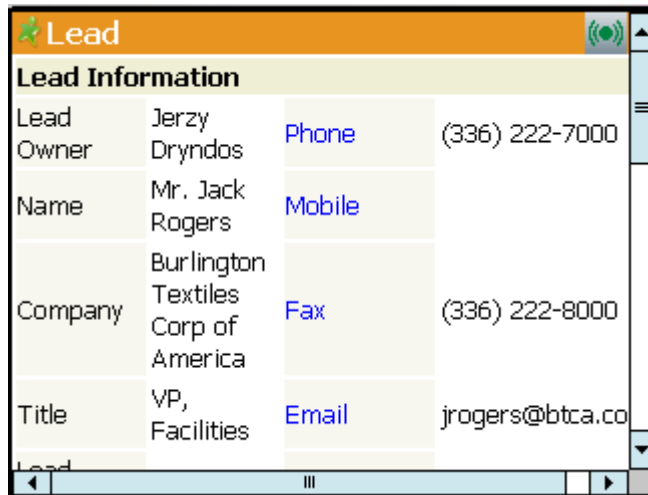 Lead
Lead Information
Lead Owner Jerzy Dryndos Phone (336) 222-7000
Name Mr. Jack Rogers Mobile
Company Burlington Textiles Corp of America Fax (336) 222-8000
Title VP, Facilities Email jrogers@btca.co
Lead